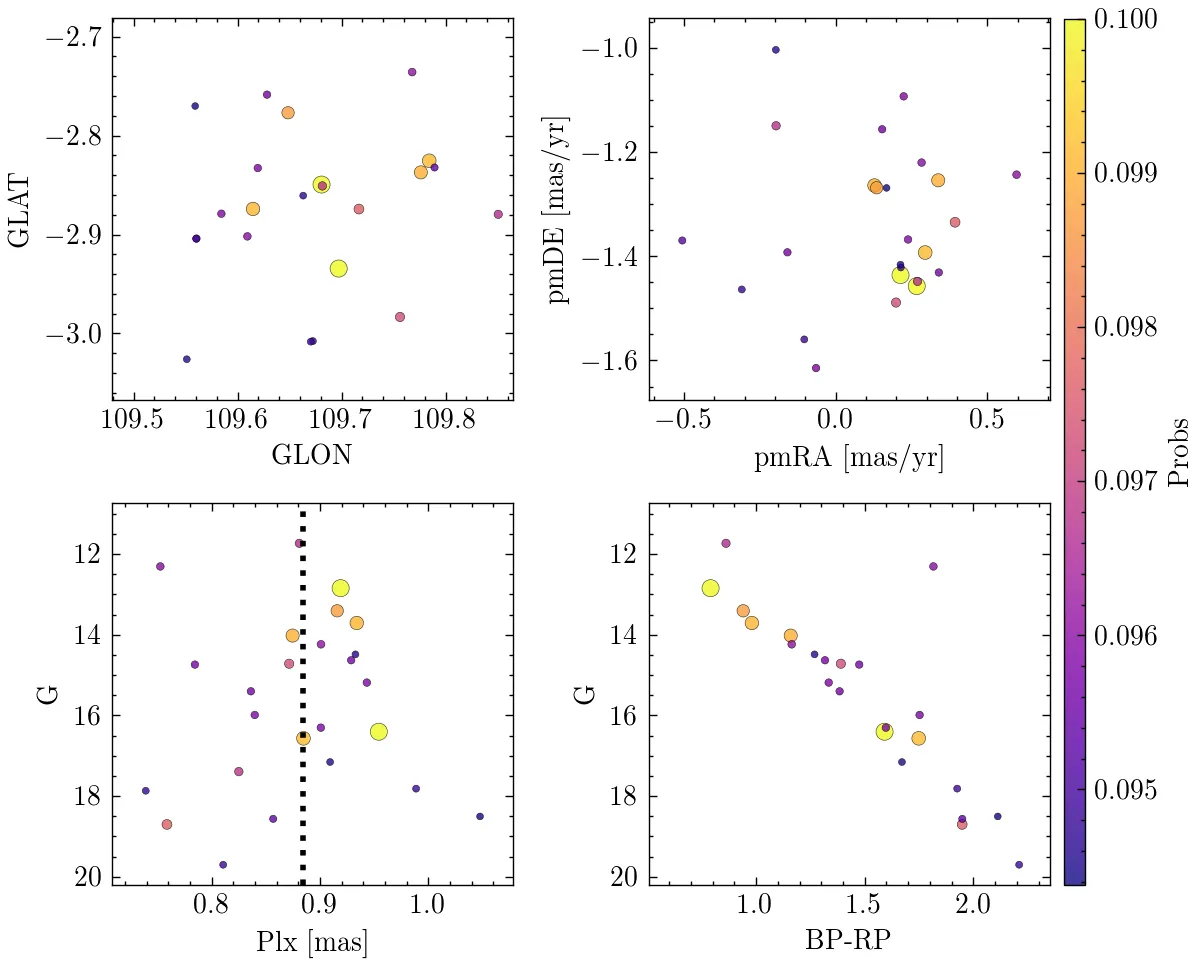 −2.7
−2.8
−2.9
−3.0
GLAT
109.5 109.6 109.7 109.8
GLON
−1.0
−1.2
−1.4
−1.6
pmDE [mas/yr]
−0.5 0.0 0.5
pmRA [mas/yr]
12
14
16
18
20
G
0.8 0.9 1.0
Plx [mas]
12
14
16
18
20
G
1.0 1.5 2.0
BP-RP
0.100
0.099
0.098
0.097
0.096
0.095
Probs